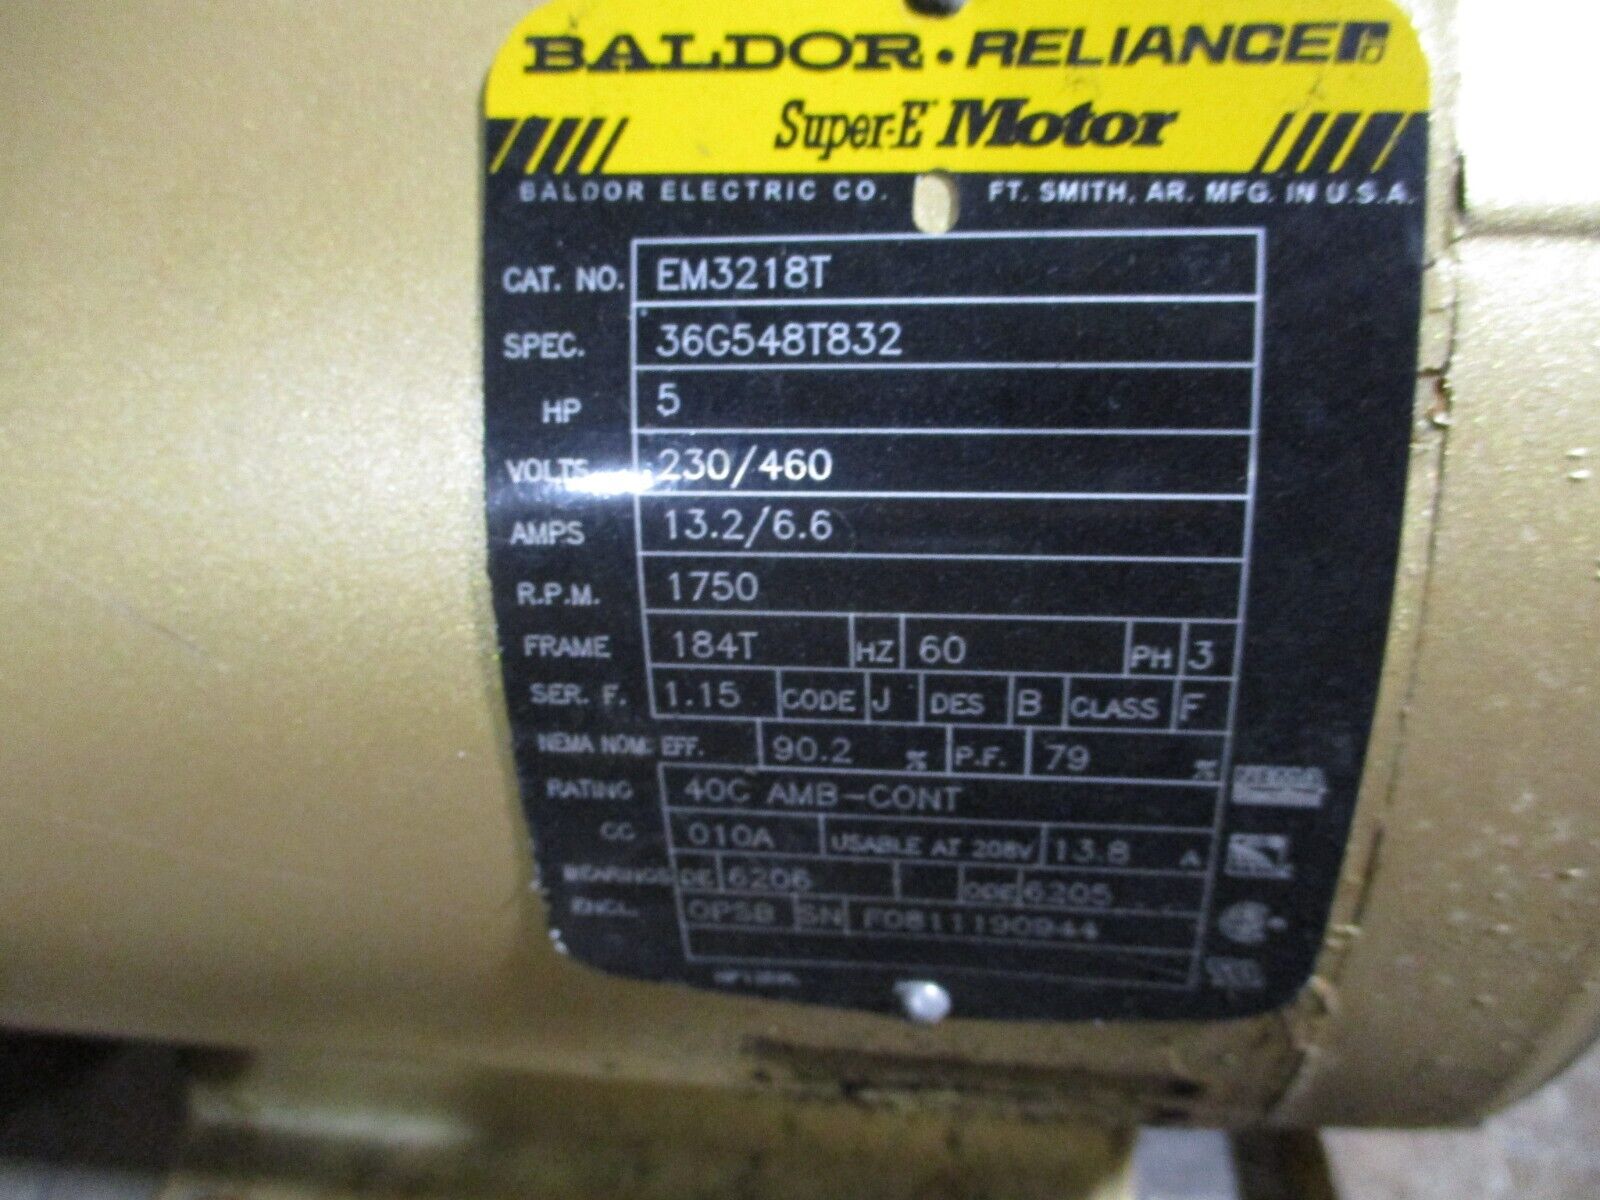 BALDOR • RELIANCE
Super-E Motor
BALDOR ELECTRIC CO. FT. SMITH, AR. MFG. IN U.S.A.
CAT. NO. EM3218T
SPEC. 36G548T832
HP 5
VOLTS 230/460
AMPS 13.2/6.6
R.P.M. 1750
FRAME 184T HZ 60 PH 3
SER. F. 1.15 CODE J DES B CLASS F
NEMA NOM. EFF. 90.2 % P.F. 79 %
RATING 40C AMB-CONT
CC 010A USABLE AT 208V 13.8 A
BEARINGS DE 6206 ODE 6205
ENCL. OPSB SN F0811190944